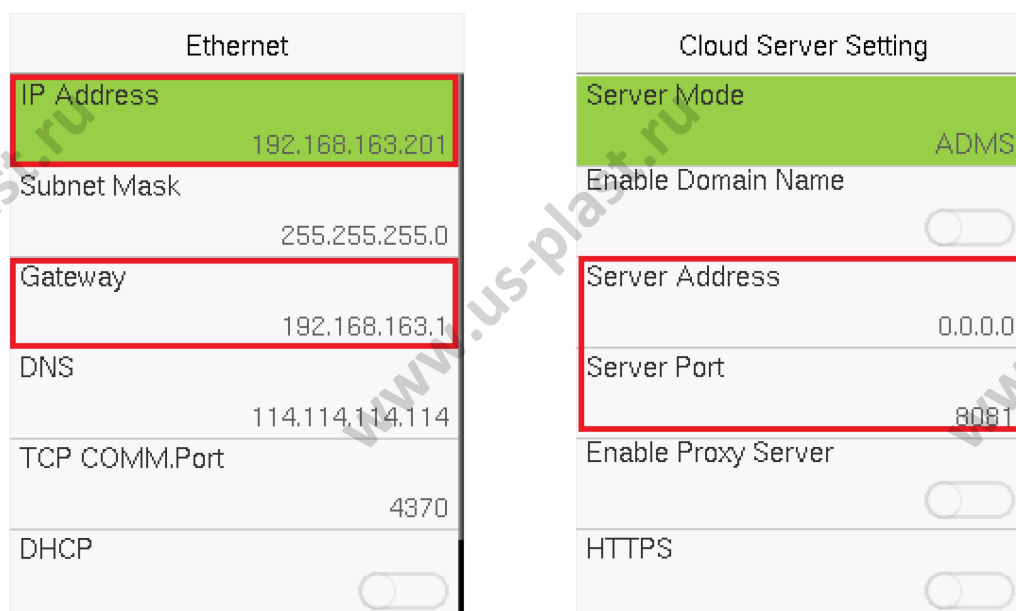 Ethernet
IP Address
192.168.163.201
Subnet Mask
255.255.255.0
Gateway
192.168.163.1
DNS
114.114.114.114
TCP COMM.Port
4370
DHCP
Cloud Server Setting
Server Mode
ADMS
Enable Domain Name
Server Address
0.0.0.0
Server Port
8081
Enable Proxy Server
HTTPS
www.us-plast.ru